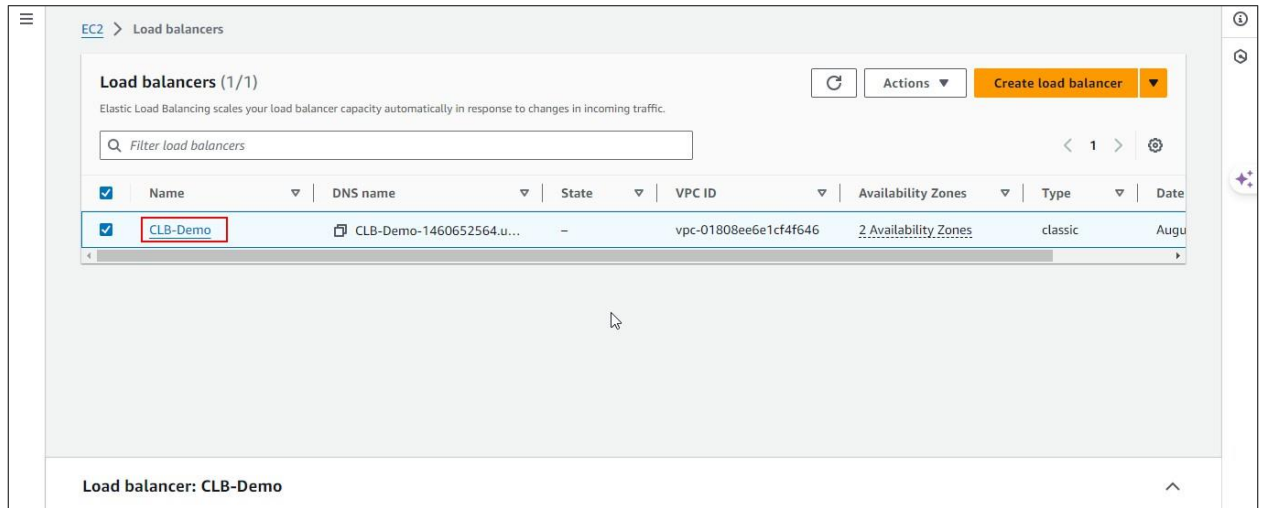 EC2 > Load balancers
Load balancers (1/1)
Actions
Create load balancer
Elastic Load Balancing scales your load balancer capacity automatically in response to changes in incoming traffic.
Filter load balancers
1
Name DNS name State VPC ID Availability Zones Type Date
CLB-Demo CLB-Demo-1460652564.u... – vpc-01808ee6e1cf4f646 2 Availability Zones classic Augu
Load balancer: CLB-Demo